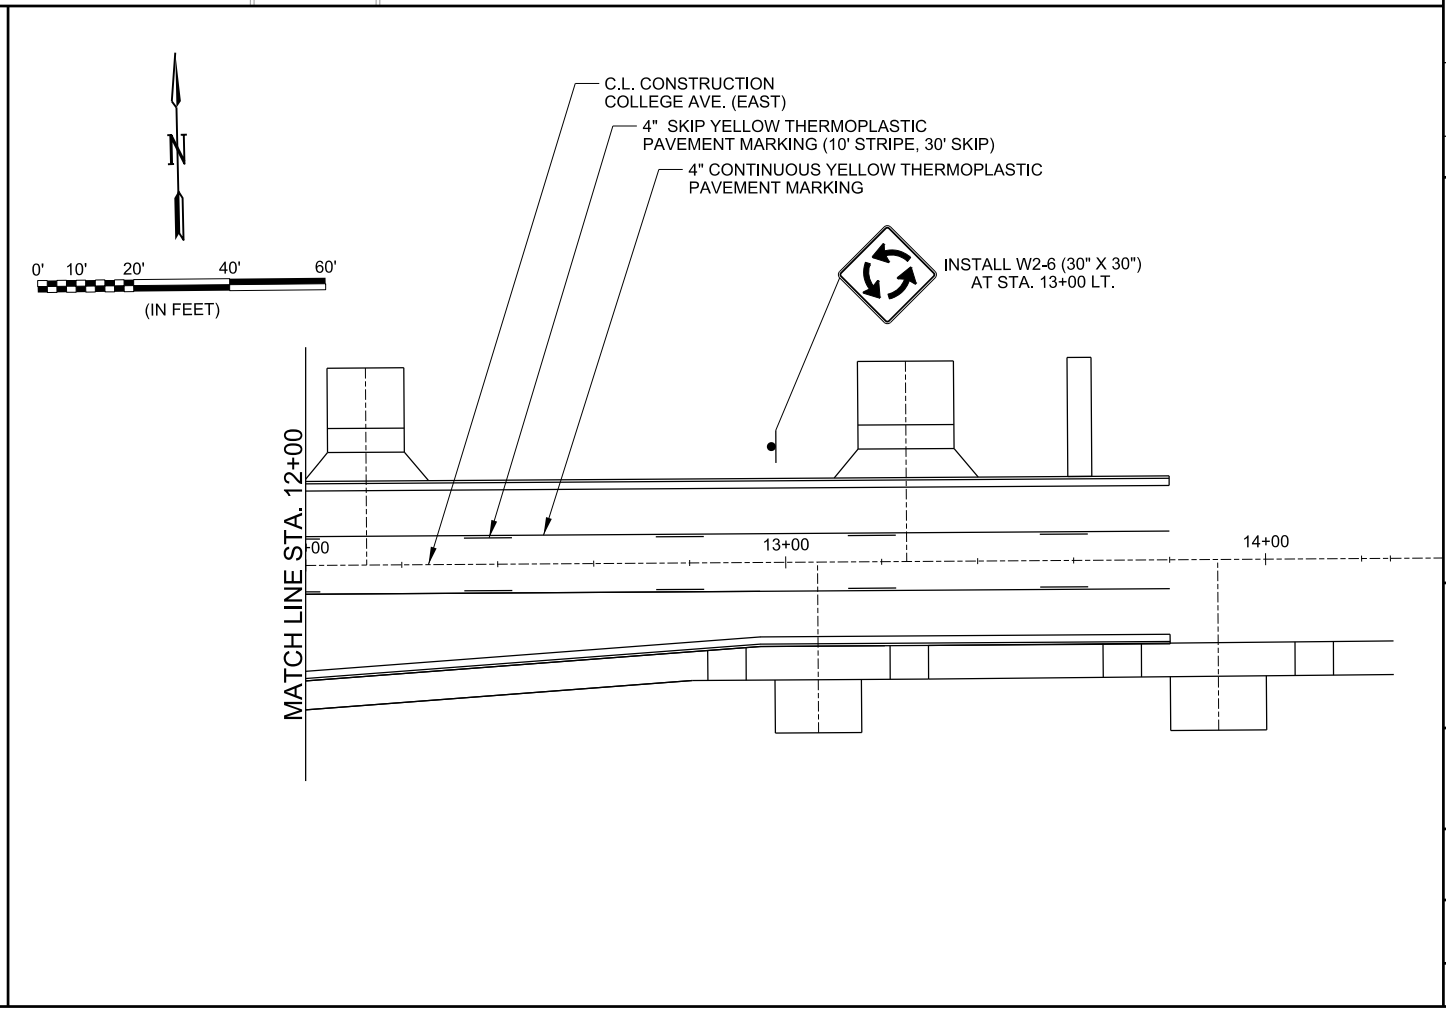 C.L. CONSTRUCTION
COLLEGE AVE. (EAST)
4" SKIP YELLOW THERMOPLASTIC
PAVEMENT MARKING (10' STRIPE, 30' SKIP)
4" CONTINUOUS YELLOW THERMOPLASTIC
PAVEMENT MARKING
N
0' 10' 20' 40' 60'
(IN FEET)
INSTALL W2-6 (30" X 30")
AT STA. 13+00 LT.
MATCH LINE STA. 12+00
+00
13+00
14+00